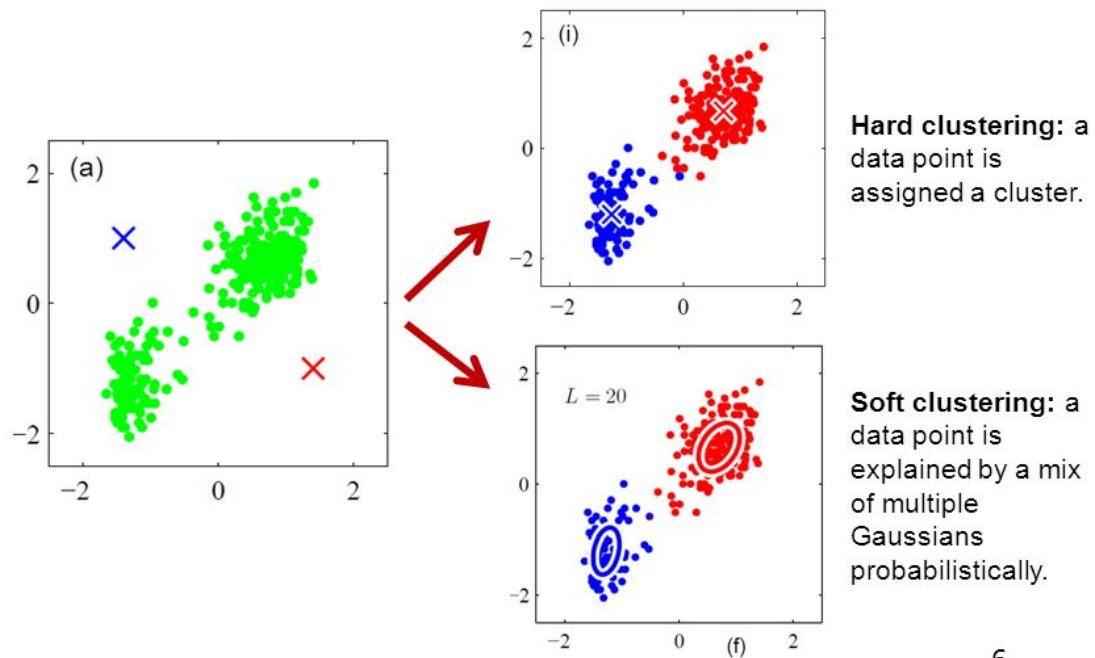 (a)
2
0
−2
−2
0
2
(i)
2
0
−2
−2
0
2
Hard clustering: a
data point is
assigned a cluster.
L = 20
2
0
−2
−2
0
(f)
2
Soft clustering: a
data point is
explained by a mix
of multiple
Gaussians
probabilistically.